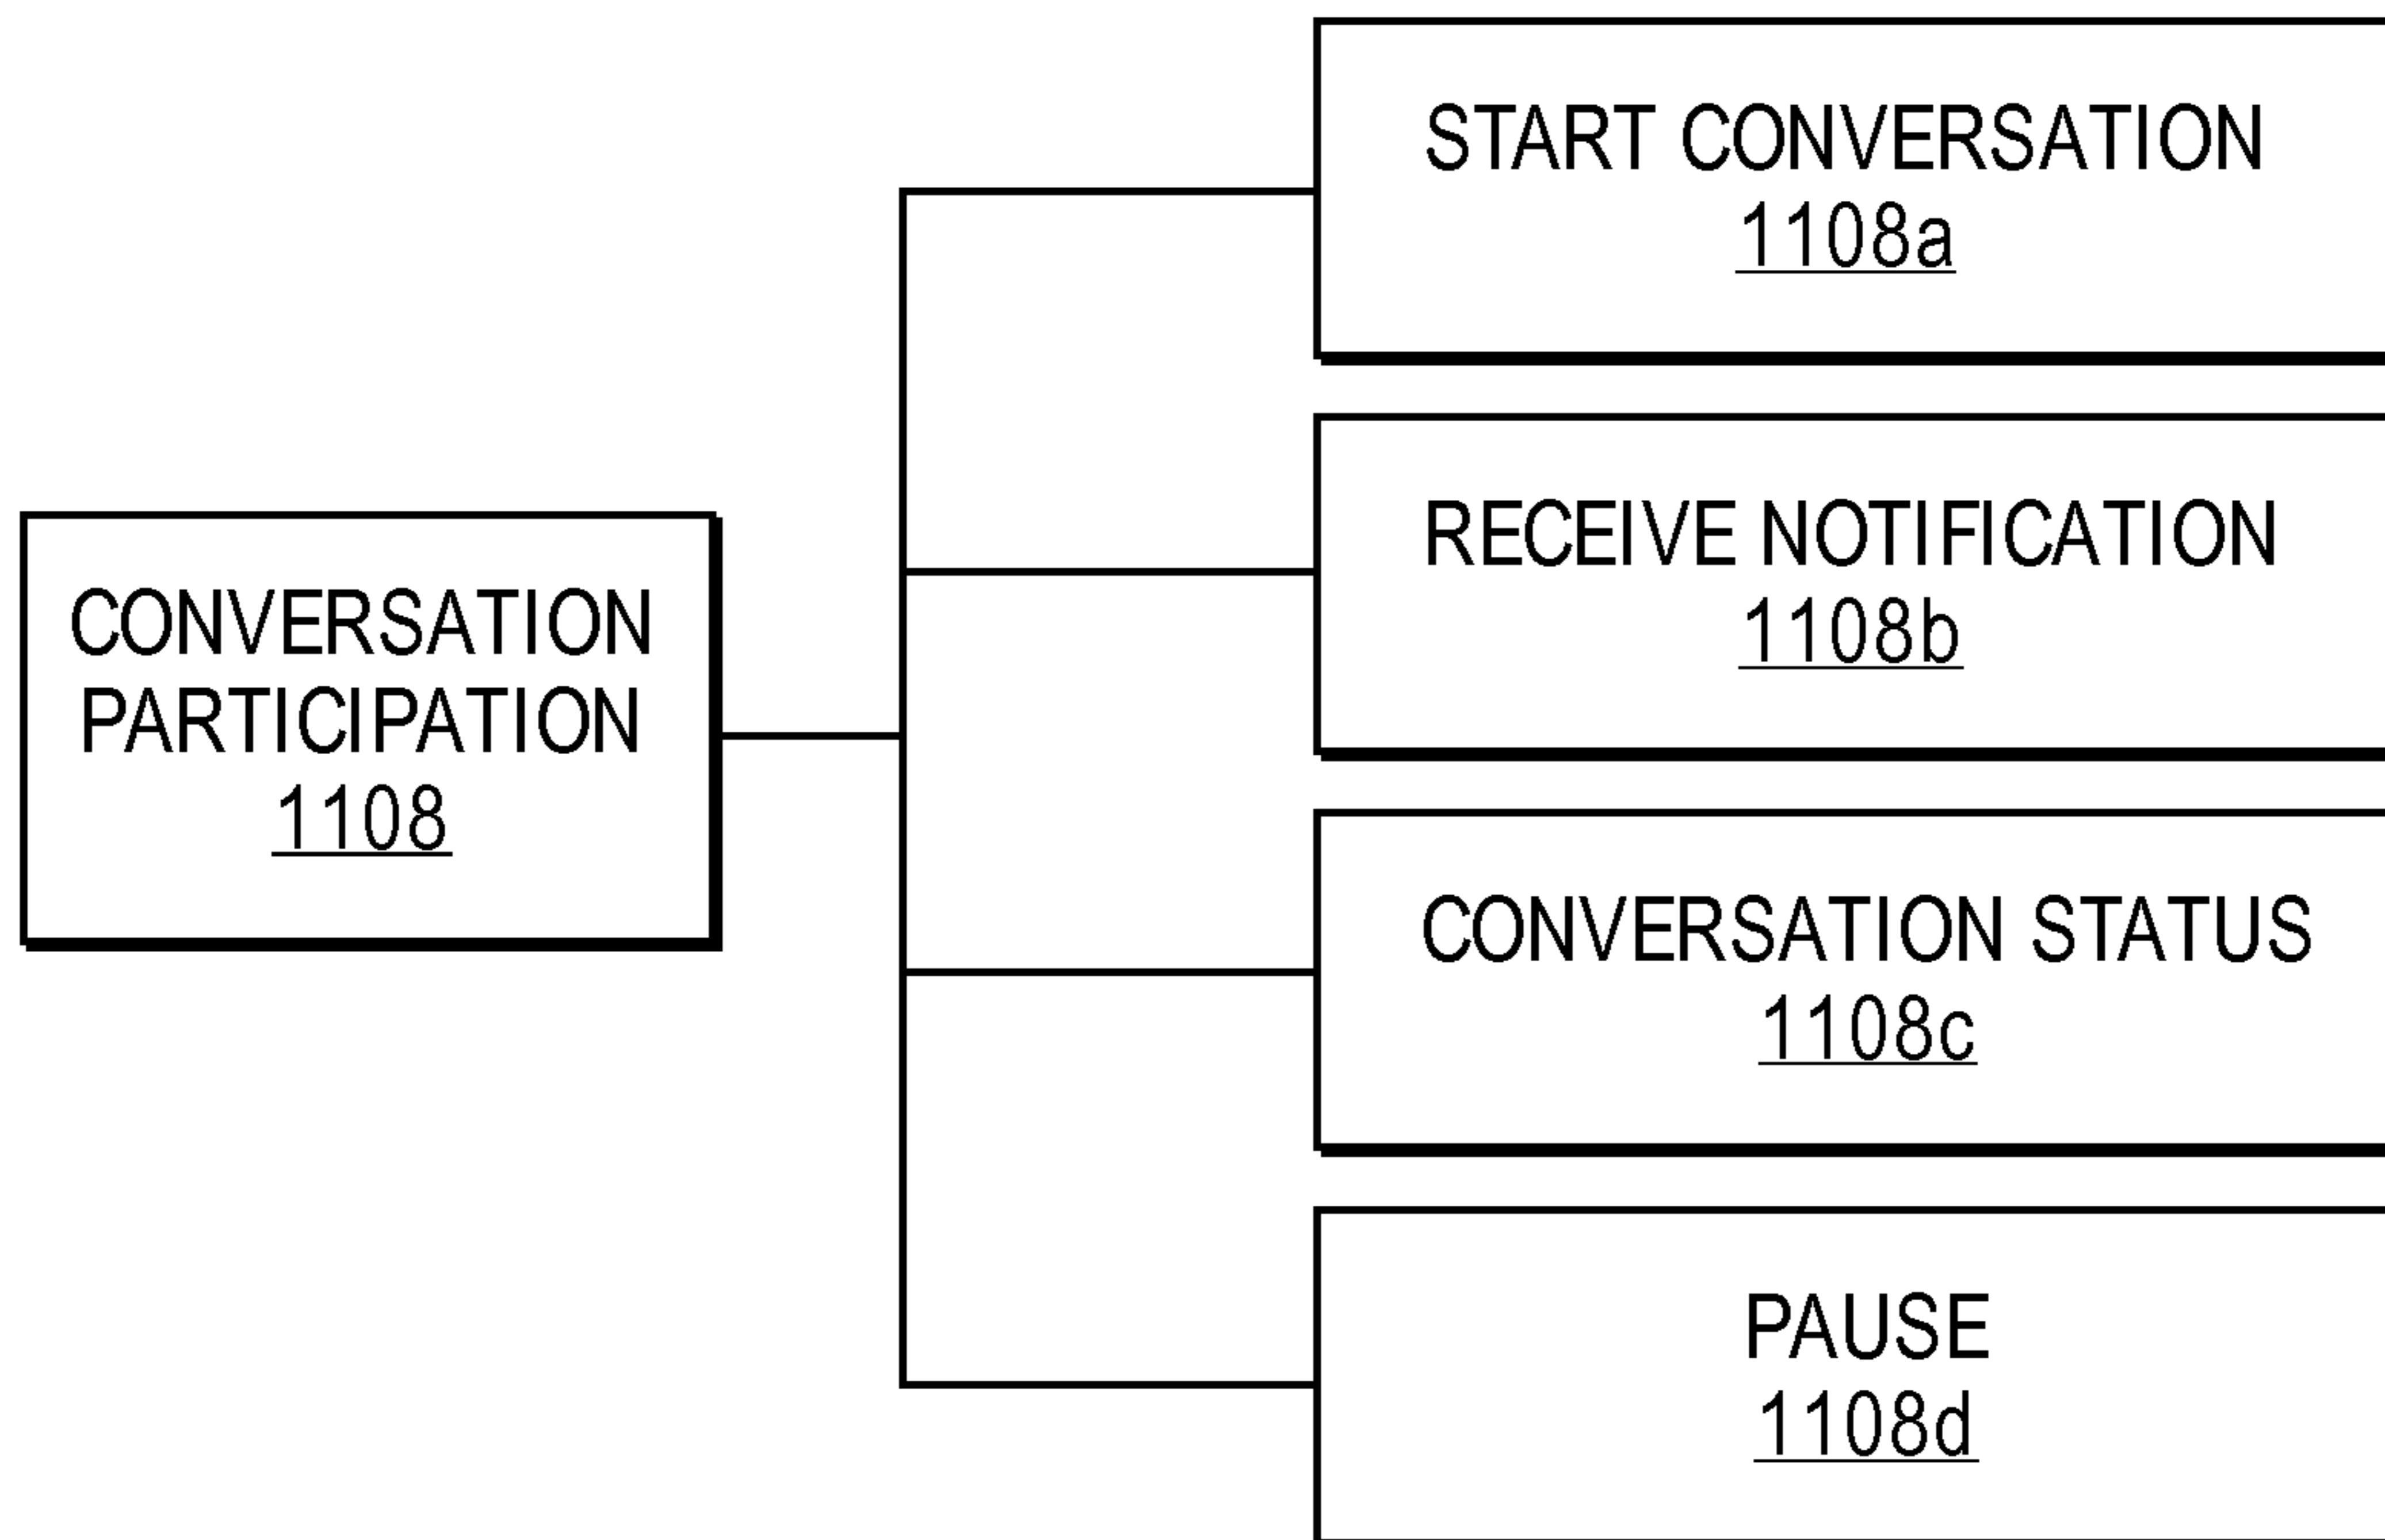 START CONVERSATION
1108a
RECEIVE NOTIFICATION
1108b
CONVERSATION
PARTICIPATION
1108
CONVERSATION STATUS
1108c
PAUSE
1108d